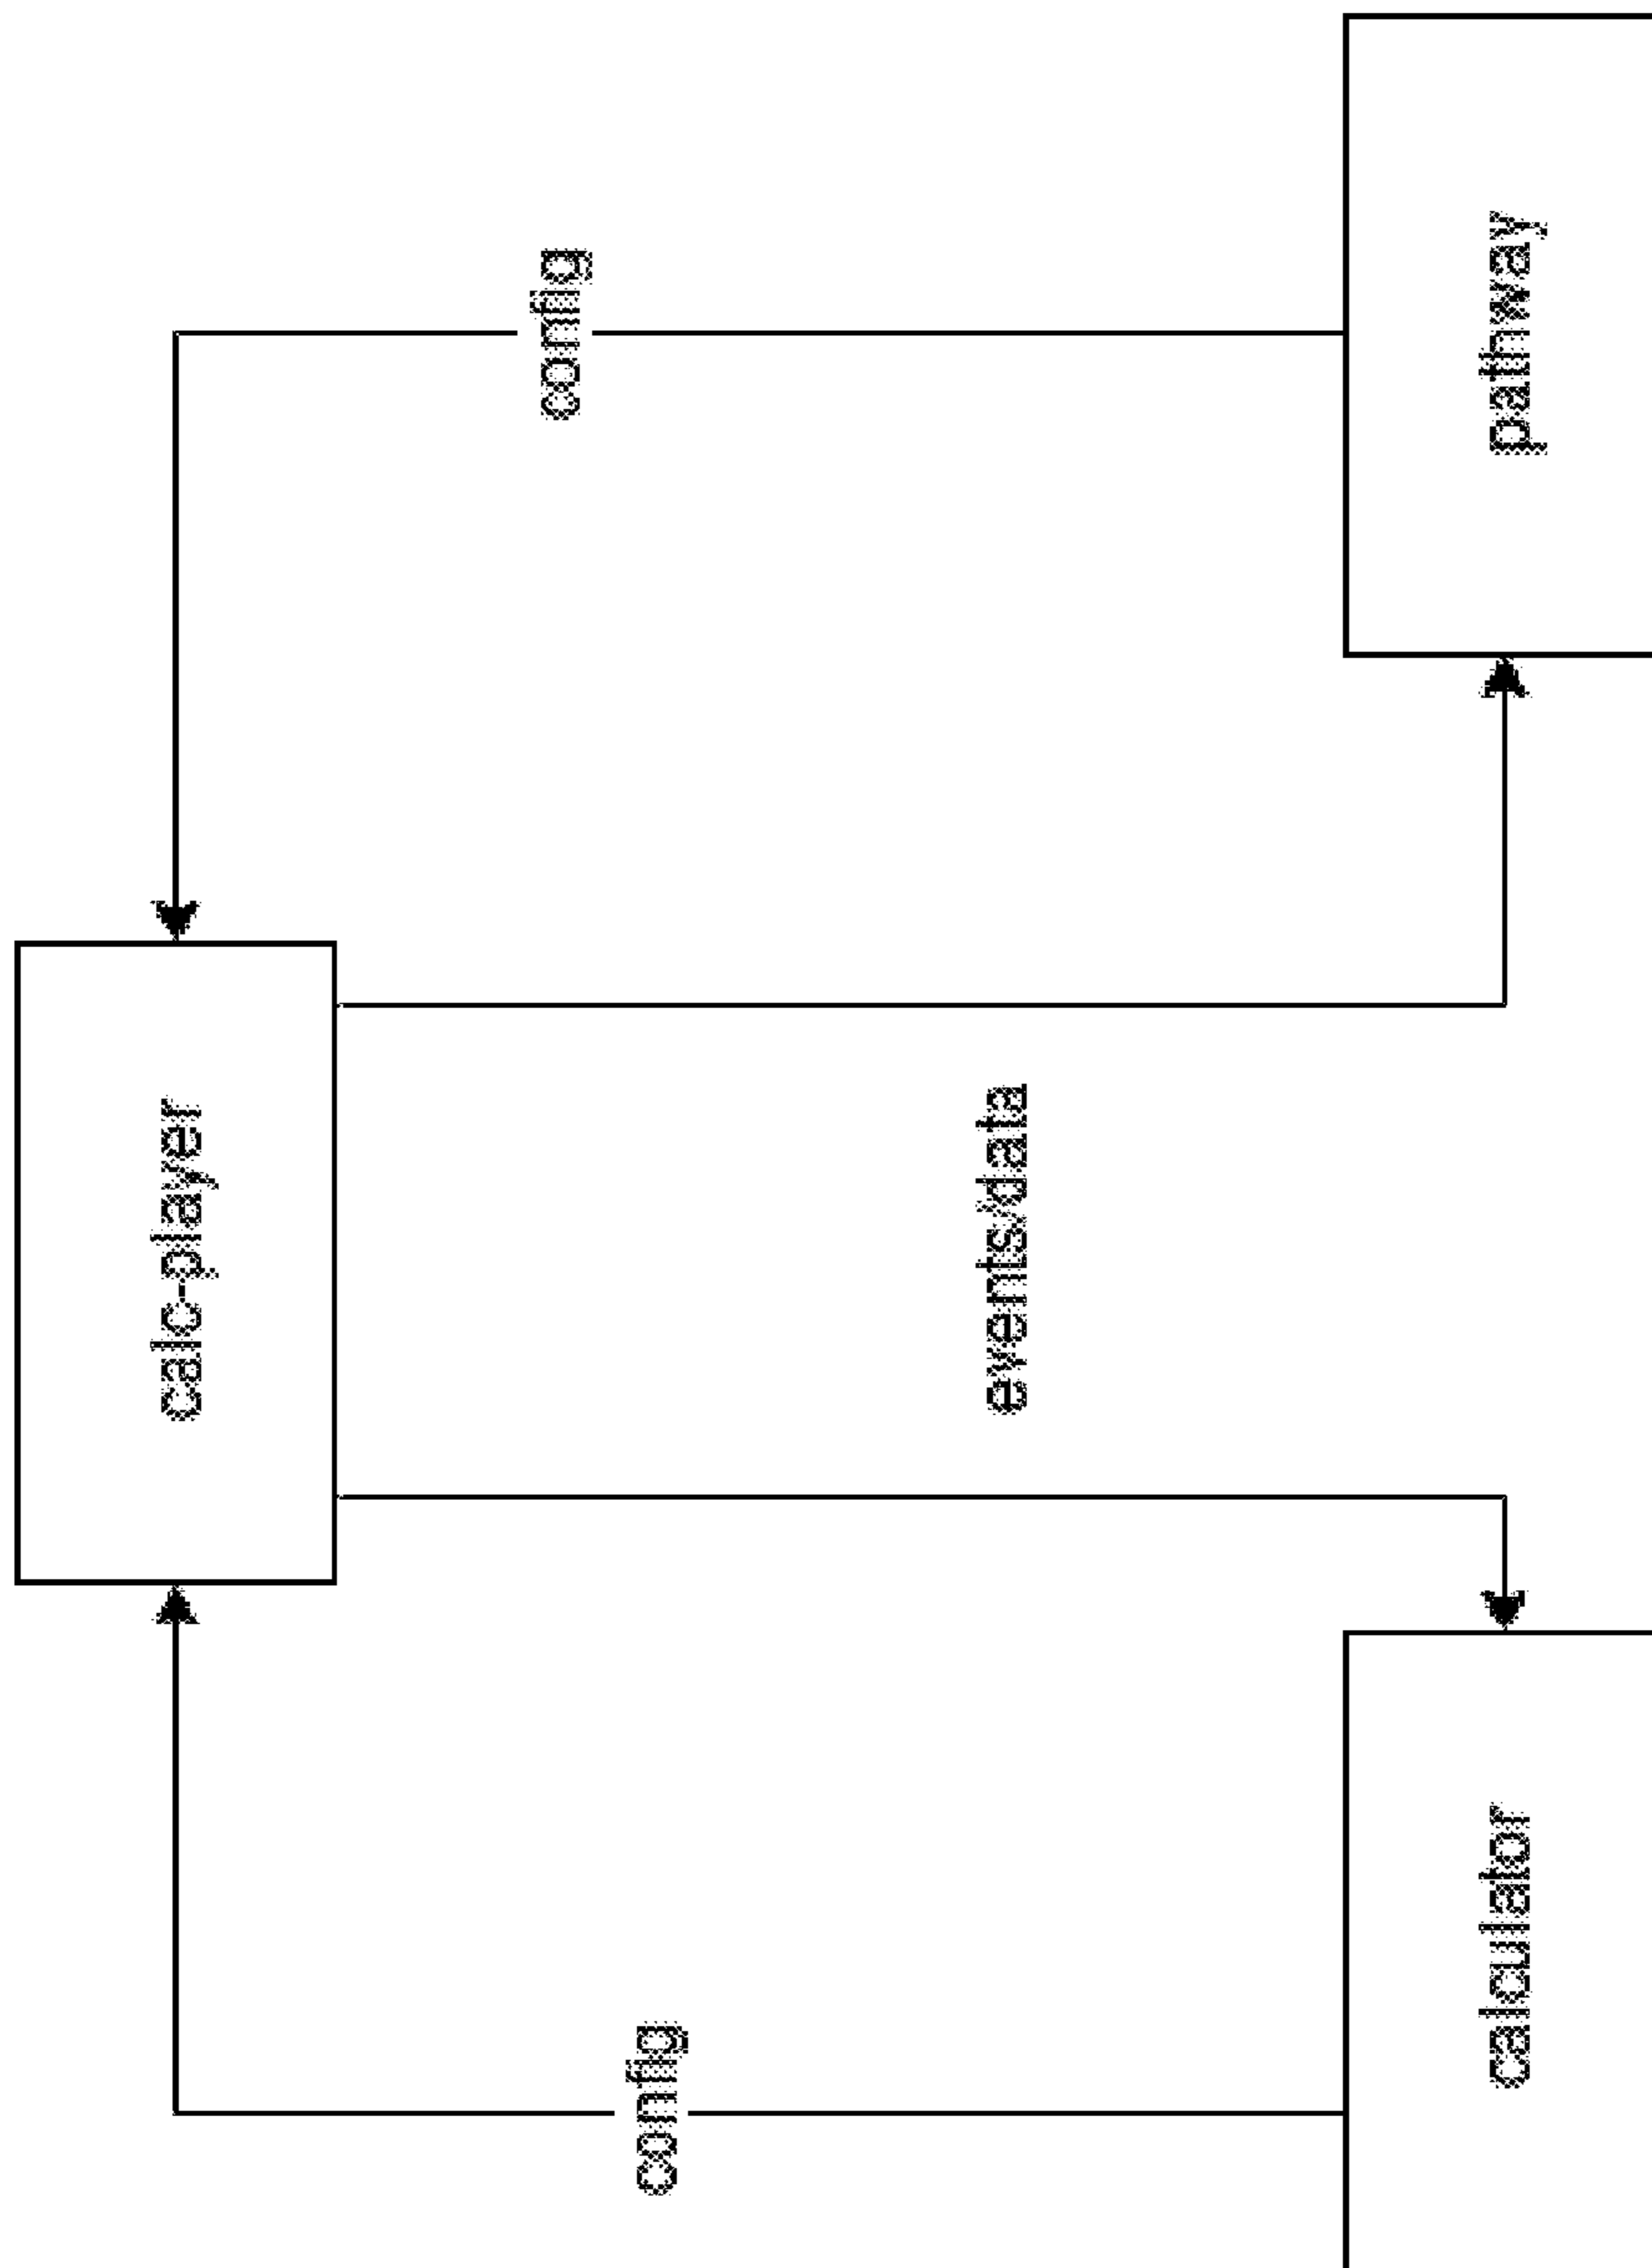 calc-player
config
config
events/data
calculator
pathway